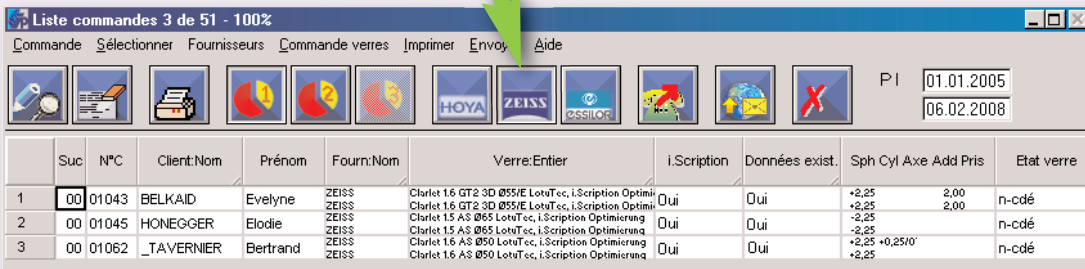 Liste commandes 3 de 51 - 100%
Commande Sélectionner Fournisseurs Commande verres Imprimer Envoy Aide
1 2 3 HOYA ZEISS essilor PI 01.01.2005
06.02.2008
Suc N°C Client:Nom Prénom Fourn:Nom Verre:Entier i.Scription Données exist. Sph Cyl Axe Add Pris Etat verre
1 00 01043 BELKAID Evelyne ZEISS Clarlet 1.6 GT2 3D Ø55/E LotuTec, i.Scription Optimi Oui Oui +2,25 2,00 n-cdé
ZEISS Clarlet 1.6 GT2 3D Ø55/E LotuTec, i.Scription Optimi +2,25 2,00
2 00 01045 HONEGGER Elodie ZEISS Clarlet 1.5 AS Ø65 LotuTec, i.Scription Optimierung Oui Oui -2,25 n-cdé
ZEISS Clarlet 1.5 AS Ø65 LotuTec, i.Scription Optimierung -2,25
3 00 01062 _TAVERNIER Bertrand ZEISS Clarlet 1.6 AS Ø50 LotuTec, i.Scription Optimierung Oui Oui +2,25 +0,25/0 n-cdé
ZEISS Clarlet 1.6 AS Ø50 LotuTec, i.Scription Optimierung +2,25